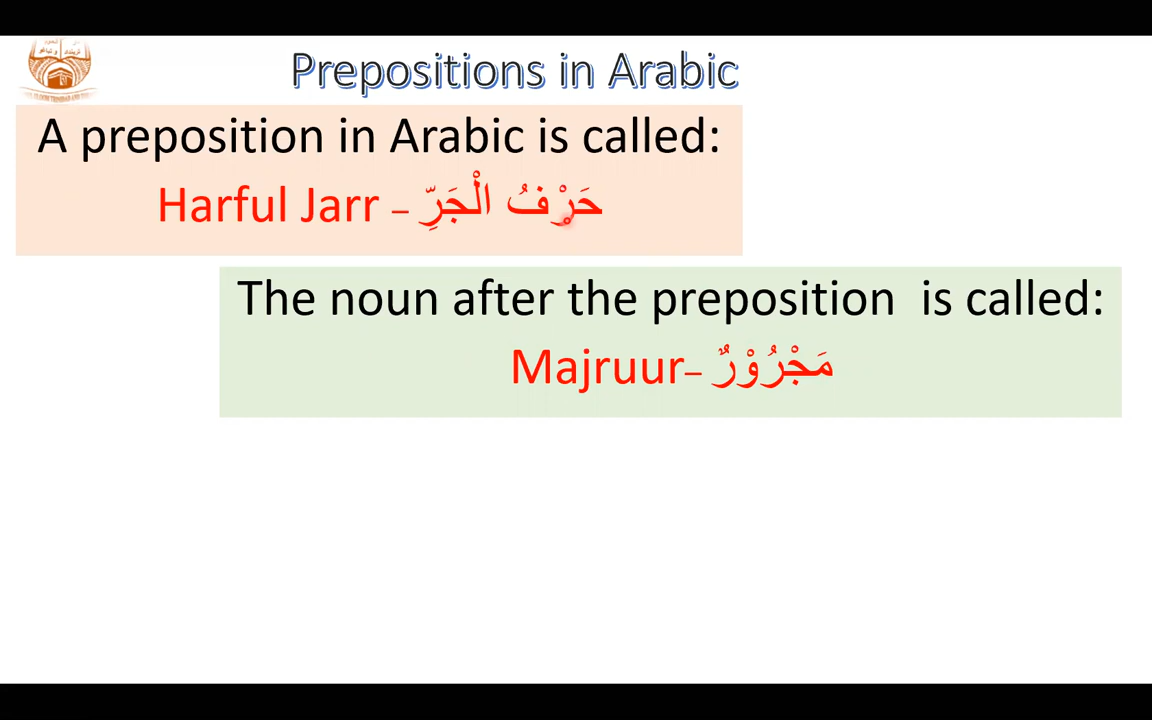 Prepositions in Arabic
A preposition in Arabic is called:
Harful Jarr – حَرْفُ الْجَرِّ
The noun after the preposition is called:
Majruur– مَجْرُوْرٌ